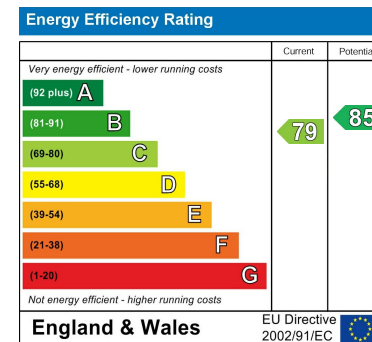 Energy Efficiency Rating
Current Potentia
Very energy efficient - lower running costs
(92 plus) A
(81-91) B
(69-80) C
(55-68) D
(39-54) E
(21-38) F
(1-20) G
79
85
Not energy efficient - higher running costs
England & Wales
EU Directive
2002/91/EC